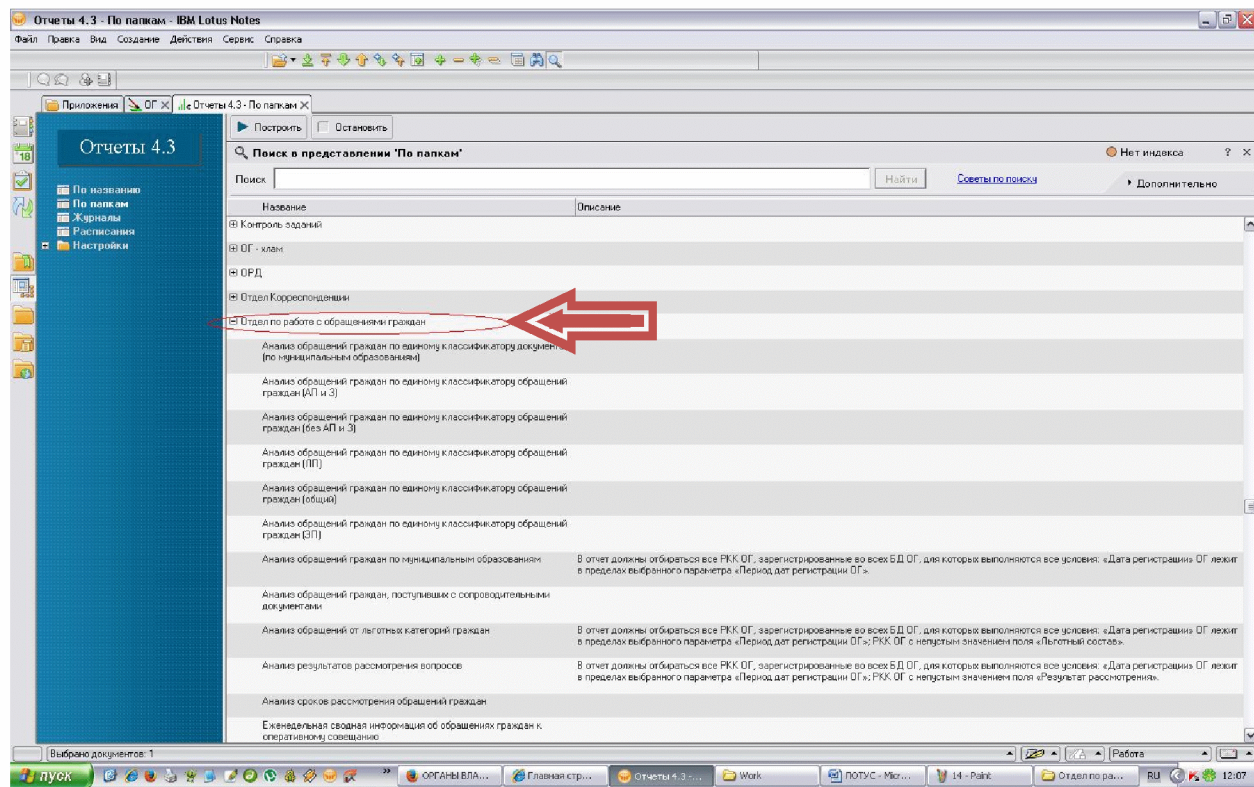 Отчеты 4.3 - По папкам - IBM Lotus Notes
Файл Правка Вид Создание Действия Сервис Справка
Приложения ОГ Отчеты 4.3 - По папкам
Построить Остановить
Отчеты 4.3
18
Поиск в представлении 'По папкам'
Нет индекса ?
Поиск Найти Советы по поиску Дополнительно
По названию
По папкам
Журналы
Расписания
Настройки
Название Описание
Контроль заданий
ОГ - хлам
ОРД
Отдел Корреспонденции
Отдел по работе с обращениями граждан
Анализ обращений граждан по единому классификатору документа
(по муниципальным образованиям)
Анализ обращений граждан по единому классификатору обращений
граждан (АП и З)
Анализ обращений граждан по единому классификатору обращений
граждан (без АП и З)
Анализ обращений граждан по единому классификатору обращений
граждан (ПП)
Анализ обращений граждан по единому классификатору обращений
граждан (общий)
Анализ обращений граждан по единому классификатору обращений
граждан (ЭП)
Анализ обращений граждан по муниципальным образованиям
В отчет должны отбираться все РКК ОГ, зарегистрированные во всех БД ОГ, для которых выполняются все условия: «Дата регистрации» ОГ лежит
в пределах выбранного параметра «Период дат регистрации ОГ».
Анализ обращений граждан, поступивших с сопроводительными
документами
Анализ обращений от льготных категорий граждан
В отчет должны отбираться все РКК ОГ, зарегистрированные во всех БД ОГ, для которых выполняются все условия: «Дата регистрации» ОГ лежит
в пределах выбранного параметра «Период дат регистрации ОГ»; РКК ОГ с непустым значением поля «Льготный состав».
Анализ результатов рассмотрения вопросов
В отчет должны отбираться все РКК ОГ, зарегистрированные во всех БД ОГ, для которых выполняются все условия: «Дата регистрации» ОГ лежит
в пределах выбранного параметра «Период дат регистрации ОГ»; РКК ОГ с непустым значением поля «Результат рассмотрения».
Анализ сроков рассмотрения обращений граждан
Еженедельная сводная информация об обращениях граждан к
оперативному совещанию
Выбрано документов: 1
Работа
пуск ОРГАНЫ ВЛА... Главная стр... Отчеты 4.3 -... Work ПОТУС - Micr... 14 - Paint Отдел по ра... RU 12:07